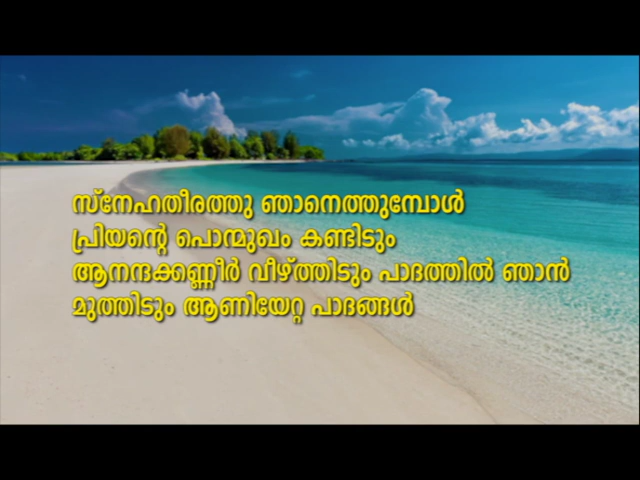 സ്നേഹതീരത്തു ഞാനെത്തുമ്പോൾ
പ്രിയന്റെ പൊന്മുഖം കണ്ടിടും
ആനന്ദക്കണ്ണീർ വീഴ്ത്തിടും പാദത്തിൽ ഞാൻ
മുത്തിടും ആണിയേറ്റ പാദങ്ങൾ